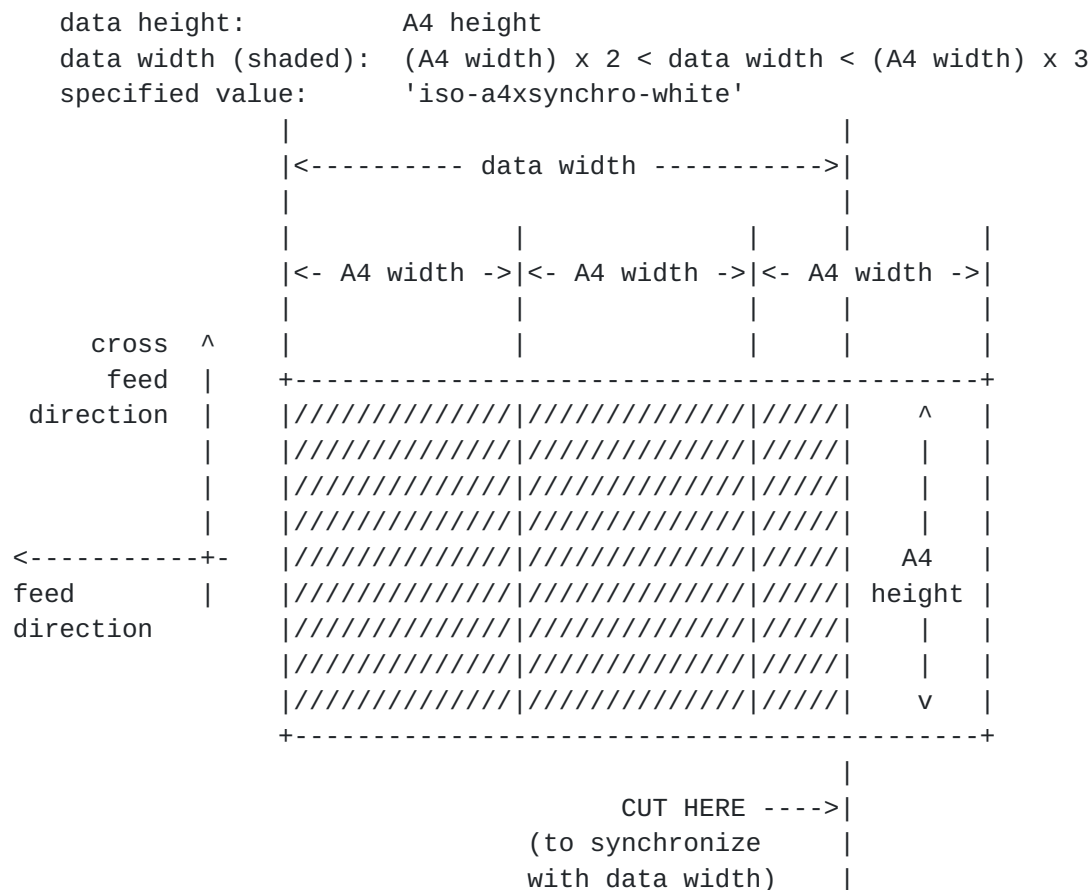 data height:          A4 height
   data width (shaded):  (A4 width) x 2 < data width < (A4 width) x 3
   specified value:      'iso-a4xsynchro-white'
                 |                                   |
                 |<---------- data width ----------->|
                 |                                   |
                 |              |              |     |        |
                 |<- A4 width ->|<- A4 width ->|<- A4 width ->|
                 |              |              |     |        |
     cross  ^    |              |              |     |        |
      feed  |    +--------------------------------------------+
 direction  |    |//////////////|//////////////|/////|    ^   |
            |    |//////////////|//////////////|/////|    |   |
            |    |//////////////|//////////////|/////|    |   |
            |    |//////////////|//////////////|/////|    |   |
<-----------+-   |//////////////|//////////////|/////|   A4   |
feed        |    |//////////////|//////////////|/////| height |
direction        |//////////////|//////////////|/////|    |   |
                 |//////////////|//////////////|/////|    |   |
                 |//////////////|//////////////|/////|    v   |
                 +--------------------------------------------+
                                                     |
                                       CUT HERE ---->|
                                 (to synchronize     |
                                 with data width)    |